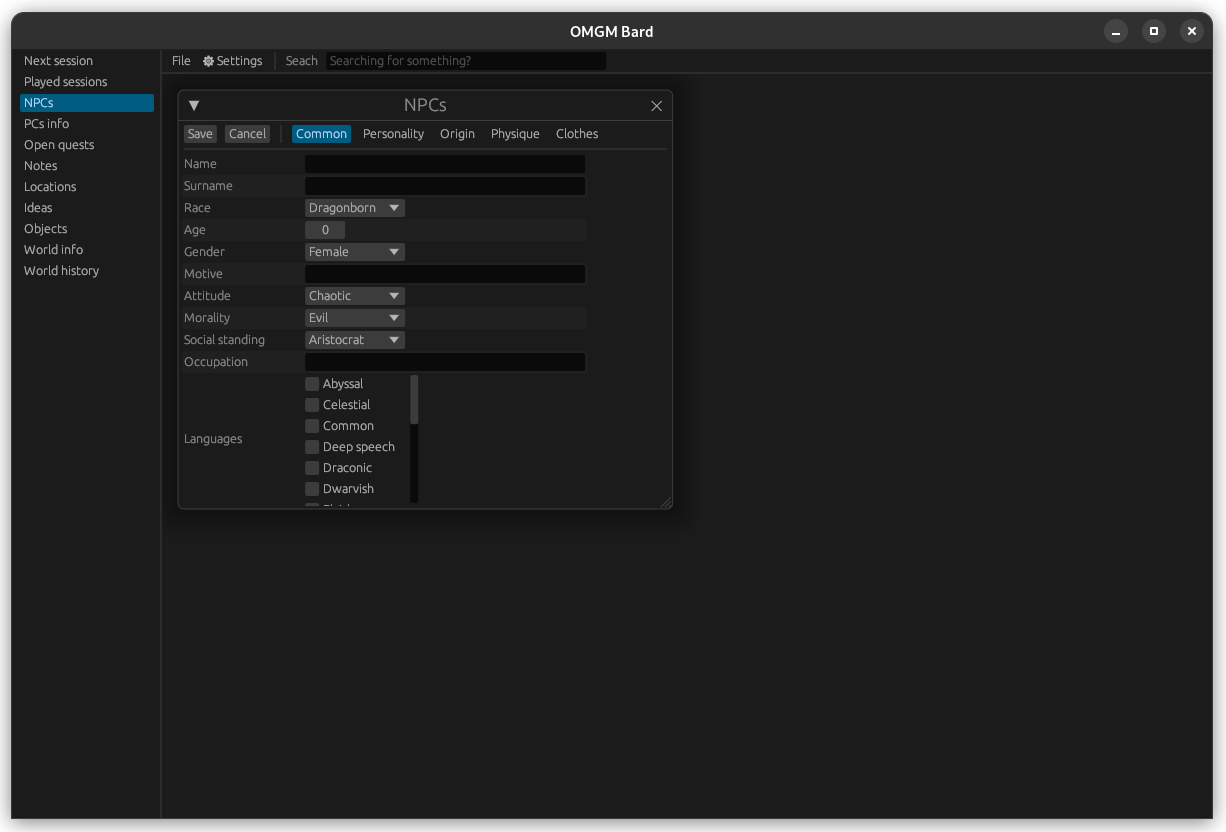 OMGM Bard
Next session
Played sessions
NPCs
PCs info
Open quests
Notes
Locations
Ideas
Objects
World info
World history
File Settings Seach Searching for something?
NPCs
Save Cancel Common Personality Origin Physique Clothes
Name
Surname
Race Dragonborn
Age 0
Gender Female
Motive
Attitude Chaotic
Morality Evil
Social standing Aristocrat
Occupation
Languages
Abyssal
Celestial
Common
Deep speech
Draconic
Dwarvish